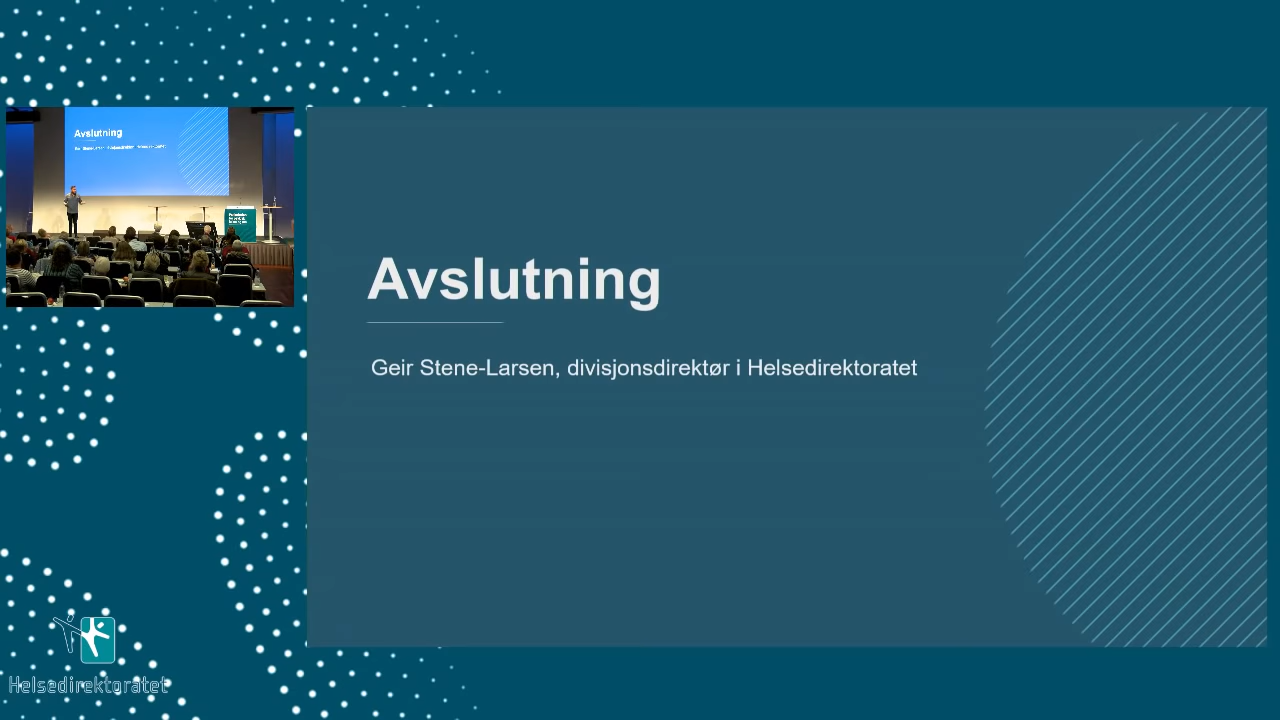 Avslutning
Avslutning
Geir Stene-Larsen, divisjonsdirektør i Helsedirektoratet
Helsedirektoratet